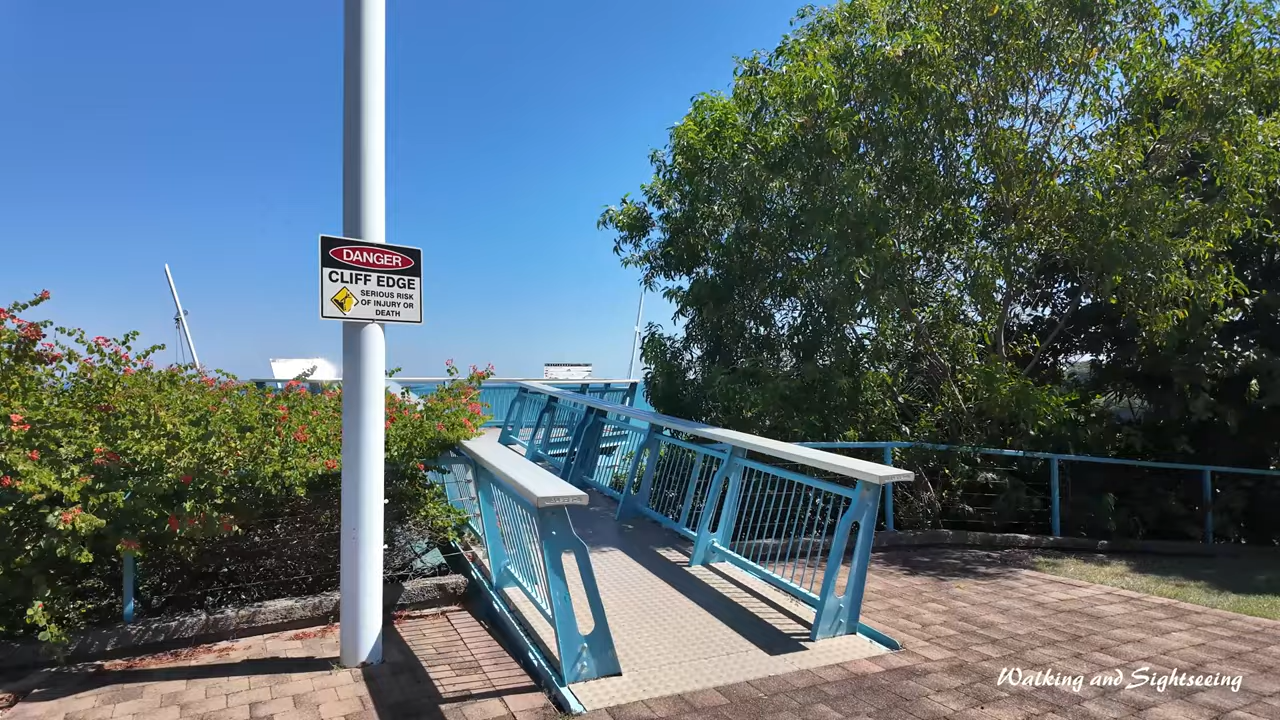 DANGER
CLIFF EDGE
SERIOUS RISK
OF INJURY OR
DEATH
Walking and Sightseeing